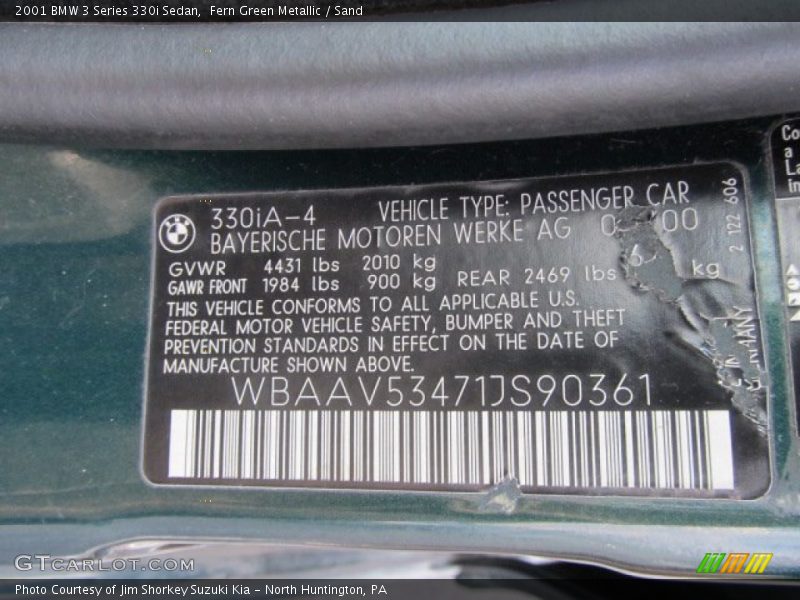 2001 BMW 3 Series 330i Sedan, Fern Green Metallic / Sand
330iA-4 VEHICLE TYPE: PASSENGER CAR
BAYERISCHE MOTOREN WERKE AG 00
GVWR 4431 lbs 2010 kg
GAWR FRONT 1984 lbs 900 kg REAR 2469 lbs kg
THIS VEHICLE CONFORMS TO ALL APPLICABLE U.S.
FEDERAL MOTOR VEHICLE SAFETY, BUMPER AND THEFT
PREVENTION STANDARDS IN EFFECT ON THE DATE OF
MANUFACTURE SHOWN ABOVE.
WBAAV53471JS90361
2 122 606
GTCARLOT.COM
Photo Courtesy of Jim Shorkey Suzuki Kia - North Huntington, PA